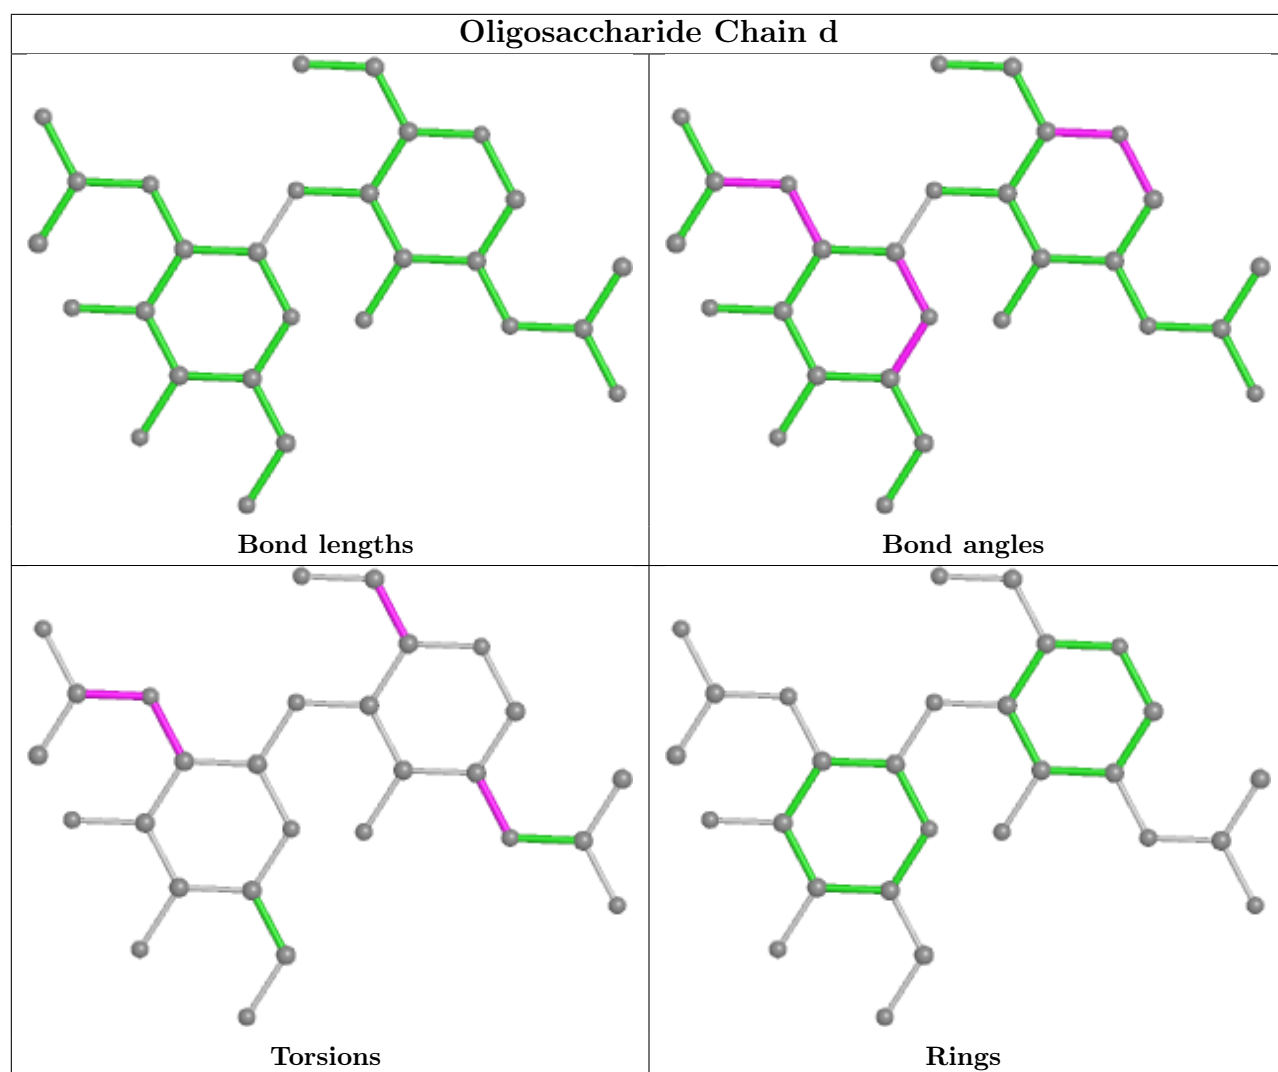 Oligosaccharide Chain d
Bond lengths
Bond angles
Torsions
Rings